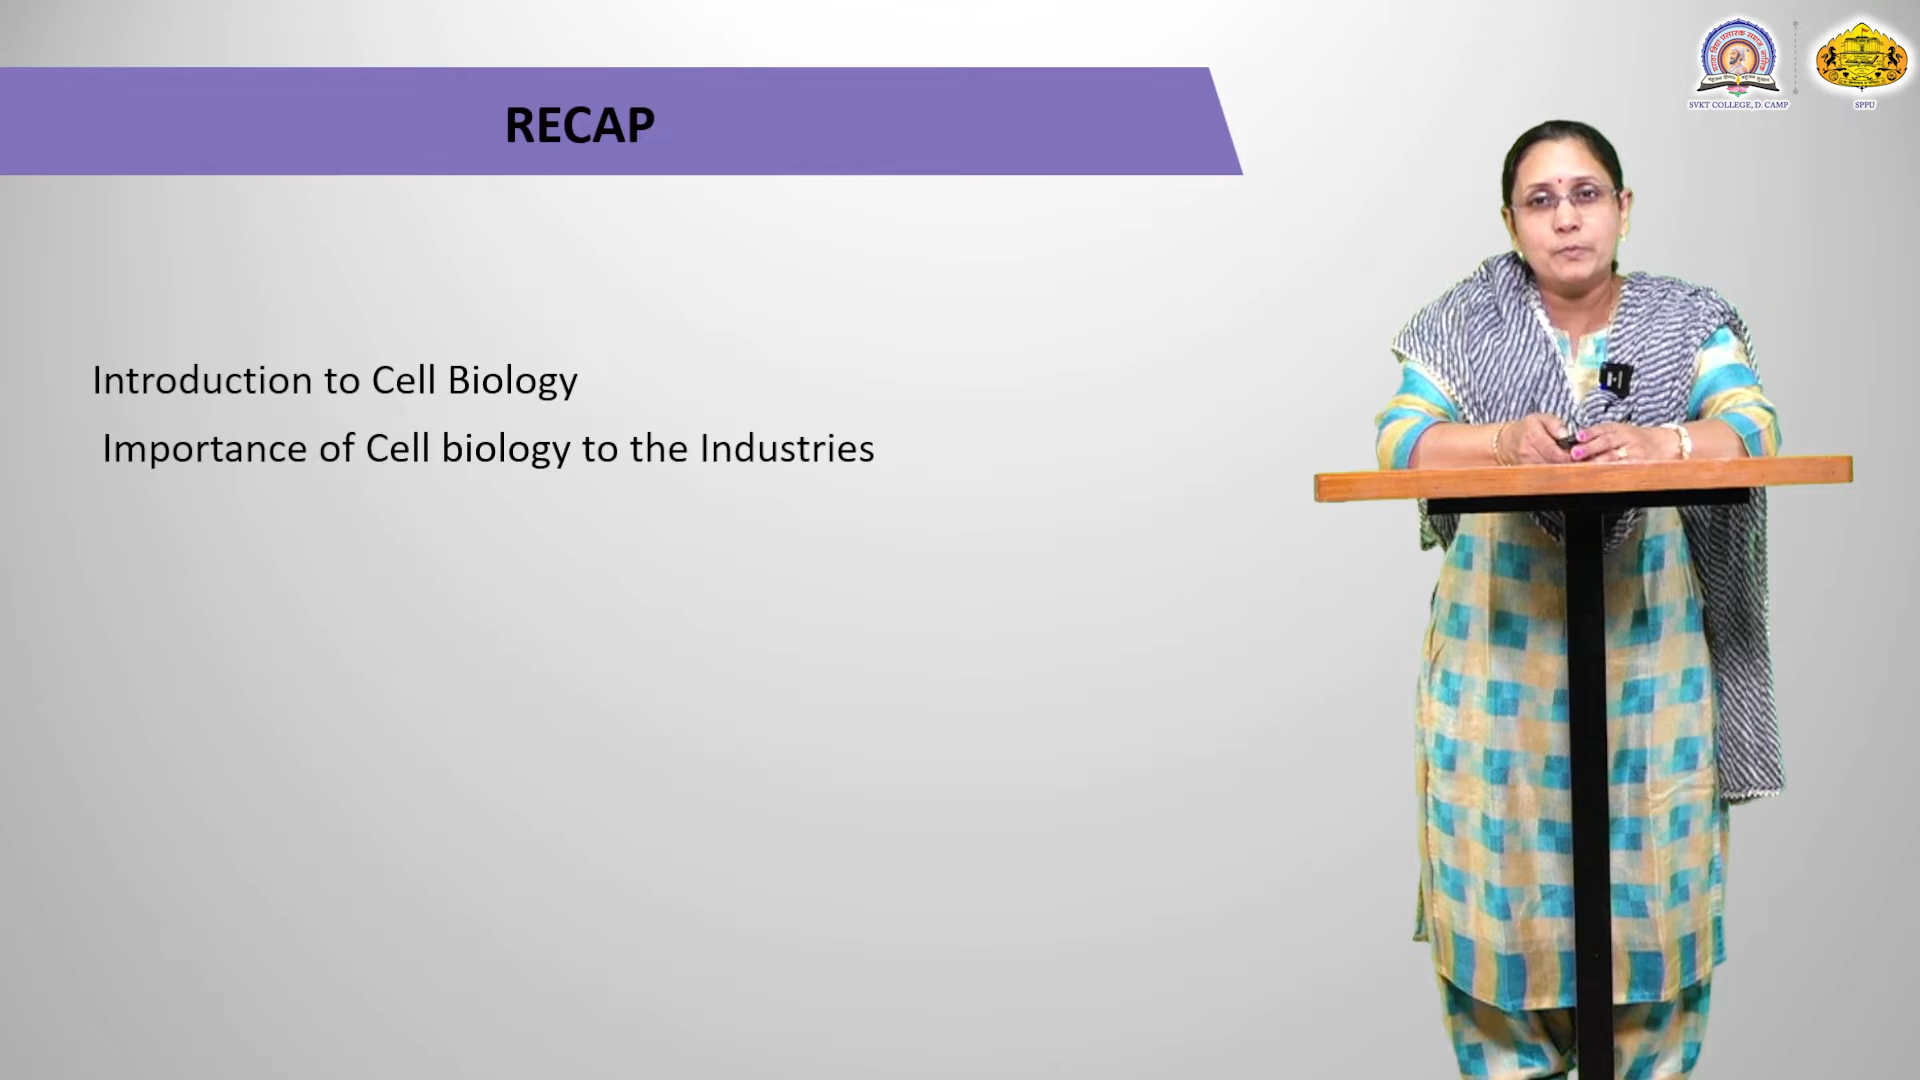 SVKT COLLEGE, D. CAMP
SPPU
RECAP
Introduction to Cell Biology
Importance of Cell biology to the Industries